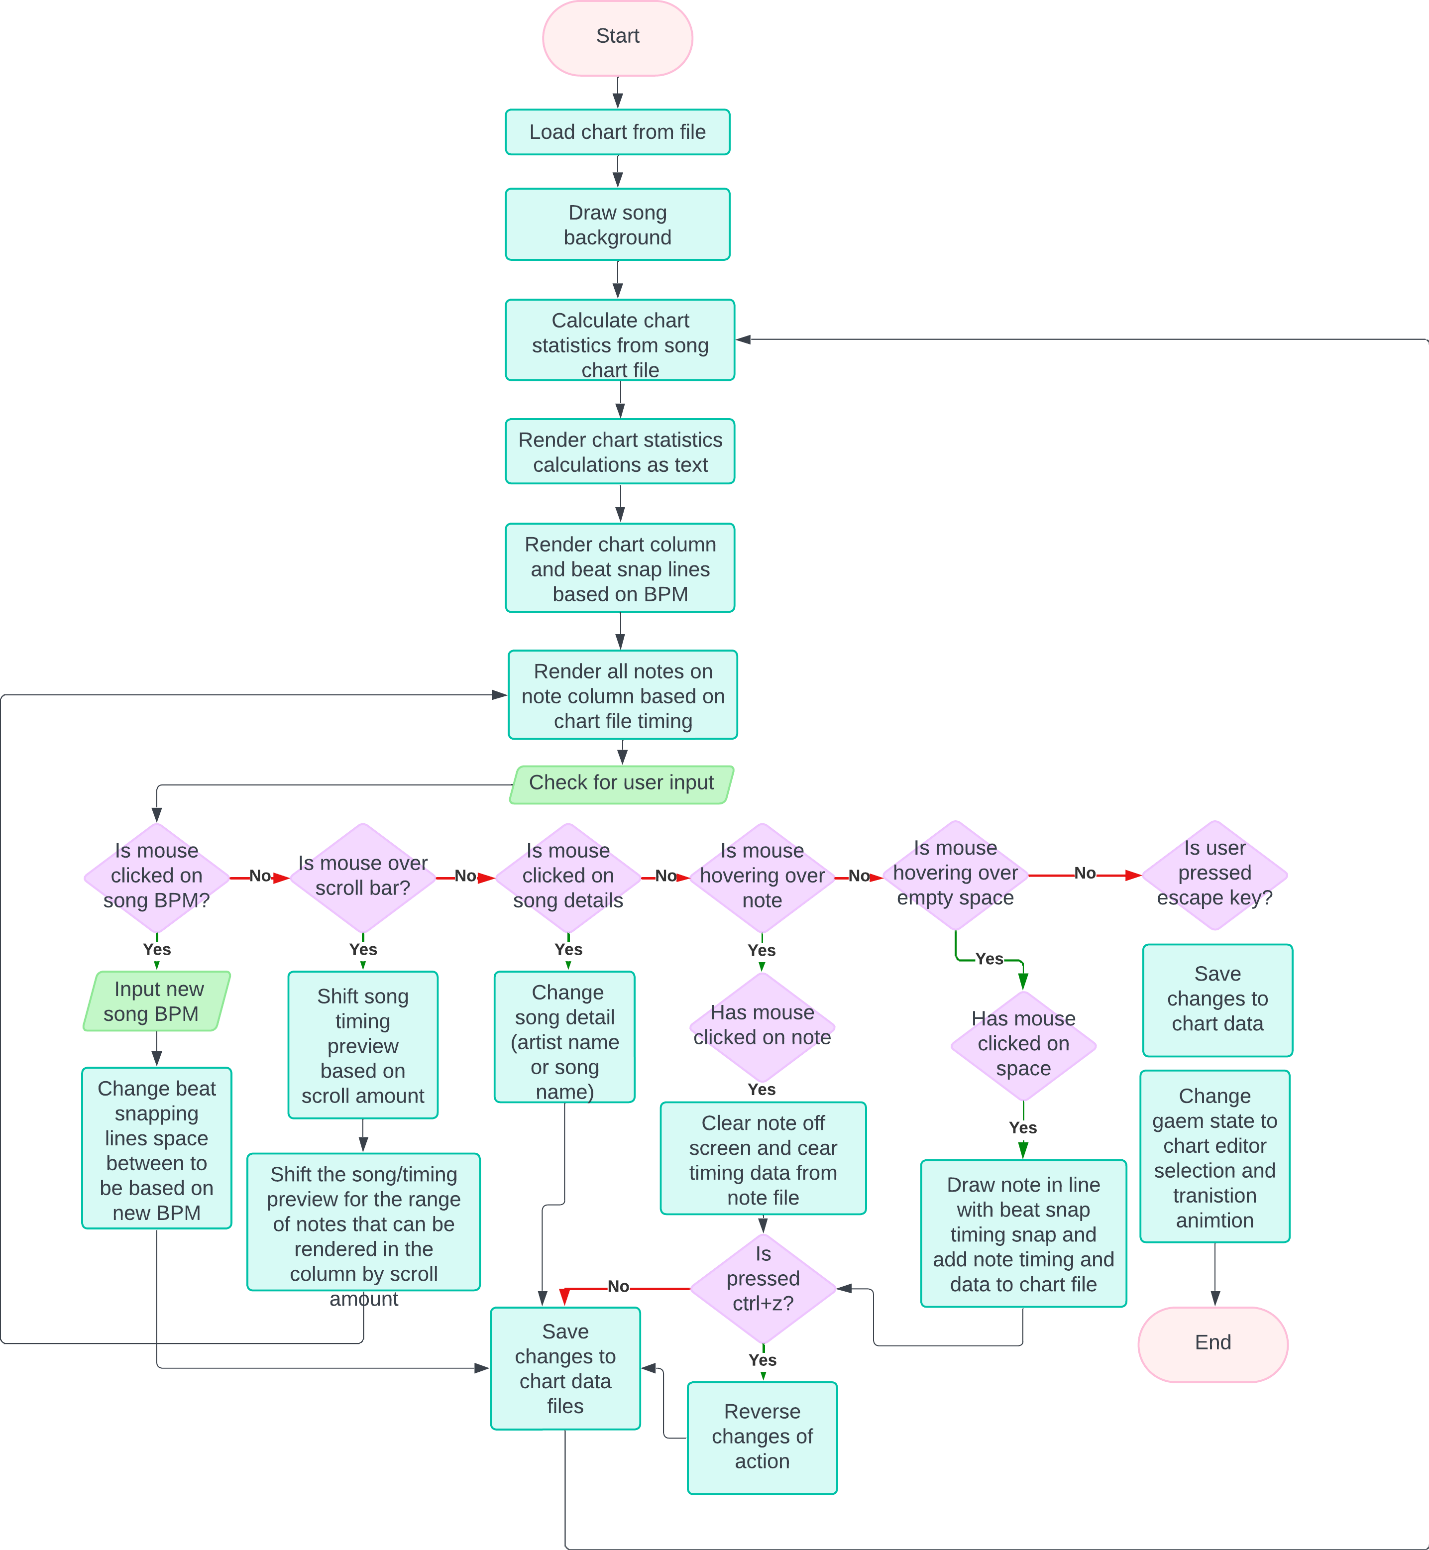 Start
Load chart from file
Draw song
background
Calculate chart
statistics from song
chart file
Render chart statistics
calculations as text
Render chart column
and beat snap lines
based on BPM
Render all notes on
note column based on
chart file timing
Check for user input
Is mouse
clicked on
song BPM?
No
Is mouse over
scroll bar?
No
Is mouse
clicked on
song details
No
Is mouse
hovering over
note
No
Is mouse
hovering over
empty space
No
Is user
pressed
escape key?
Yes
Yes
Yes
Yes
Yes
Input new
song BPM
Change beat
snapping
lines space
between to
be based on
new BPM
Shift song
timing
preview
based on
scroll amount
Shift the song/timing
preview for the range
of notes that can be
rendered in the
column by scroll
amount
Change
song detail
(artist name
or song
name)
Has mouse
clicked on note
Yes
Clear note off
screen and cear
timing data from
note file
Is
pressed
ctrl+z?
No
Yes
Save
changes to
chart data
files
Reverse
changes of
action
Has mouse
clicked on
space
Yes
Draw note in line
with beat snap
timing snap and
add note timing and
data to chart file
Save
changes to
chart data
Change
gaem state to
chart editor
selection and
tranistion
animtion
End